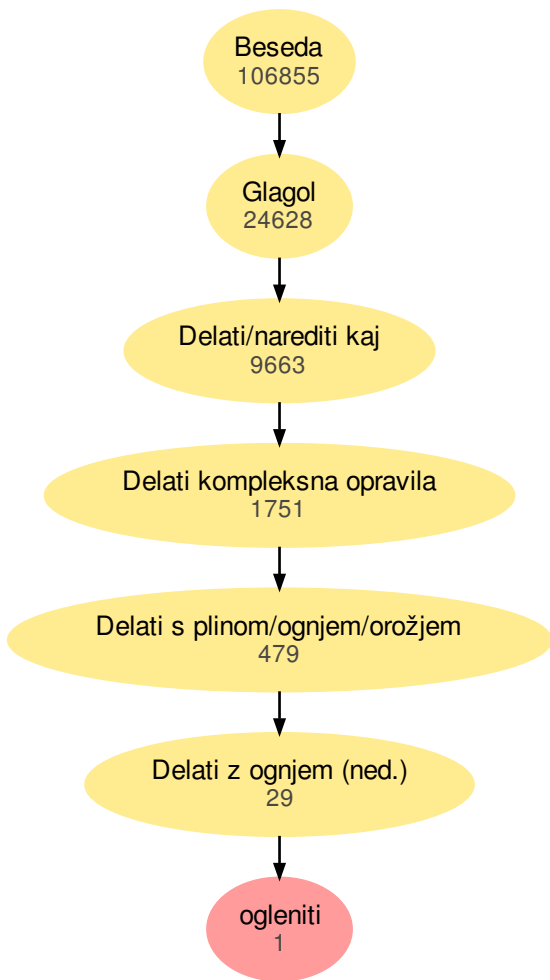 Beseda
106855
Glagol
24628
Delati/narediti kaj
9663
Delati kompleksna opravila
1751
Delati s plinom/ognjem/orožjem
479
Delati z ognjem (ned.)
29
ogleniti
1